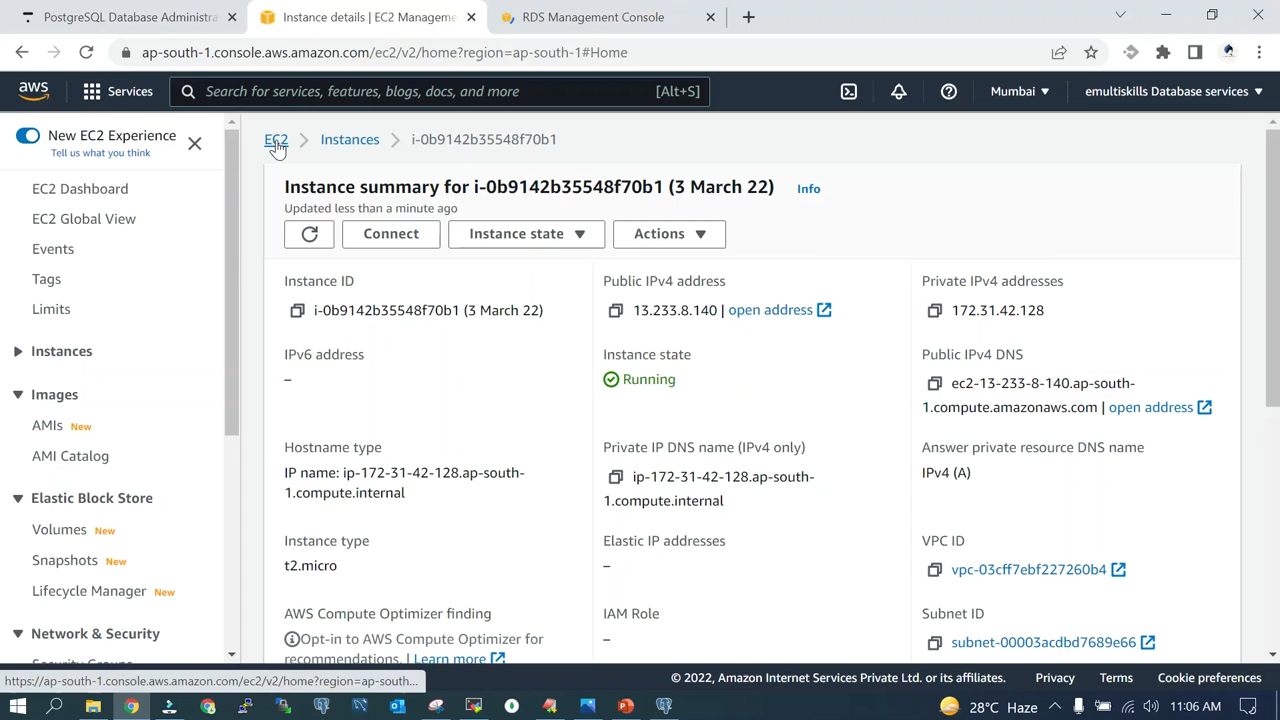 PostgreSQL Database Administra
Instance details | EC2 Manageme
RDS Management Console
ap-south-1.console.aws.amazon.com/ec2/v2/home?region=ap-south-1#Home
aws
Services
Search for services, features, blogs, docs, and more
[Alt+S]
Mumbai
emultiskills Database services
New EC2 Experience
Tell us what you think
EC2 Dashboard
EC2 Global View
Events
Tags
Limits
Instances
Images
AMIs New
AMI Catalog
Elastic Block Store
Volumes New
Snapshots New
Lifecycle Manager New
Network & Security
EC2
Instances
i-0b9142b35548f70b1
Instance summary for i-0b9142b35548f70b1 (3 March 22) Info
Updated less than a minute ago
Connect
Instance state
Actions
Instance ID
i-0b9142b35548f70b1 (3 March 22)
Public IPv4 address
13.233.8.140 | open address
Private IPv4 addresses
172.31.42.128
IPv6 address
–
Instance state
Running
Public IPv4 DNS
ec2-13-233-8-140.ap-south-
1.compute.amazonaws.com | open address
Hostname type
IP name: ip-172-31-42-128.ap-south-
1.compute.internal
Private IP DNS name (IPv4 only)
ip-172-31-42-128.ap-south-
1.compute.internal
Answer private resource DNS name
IPv4 (A)
Instance type
t2.micro
Elastic IP addresses
–
VPC ID
vpc-03cff7ebf227260b4
AWS Compute Optimizer finding
Opt-in to AWS Compute Optimizer for
recommendations. | Learn more
IAM Role
–
Subnet ID
subnet-00003acdbd7689e66
https://ap-south-1.console.aws.amazon.com/ec2/v2/home?region=ap-south...
© 2022, Amazon Internet Services Private Ltd. or its affiliates.
Privacy
Terms
Cookie preferences
28°C Haze
11:06 AM